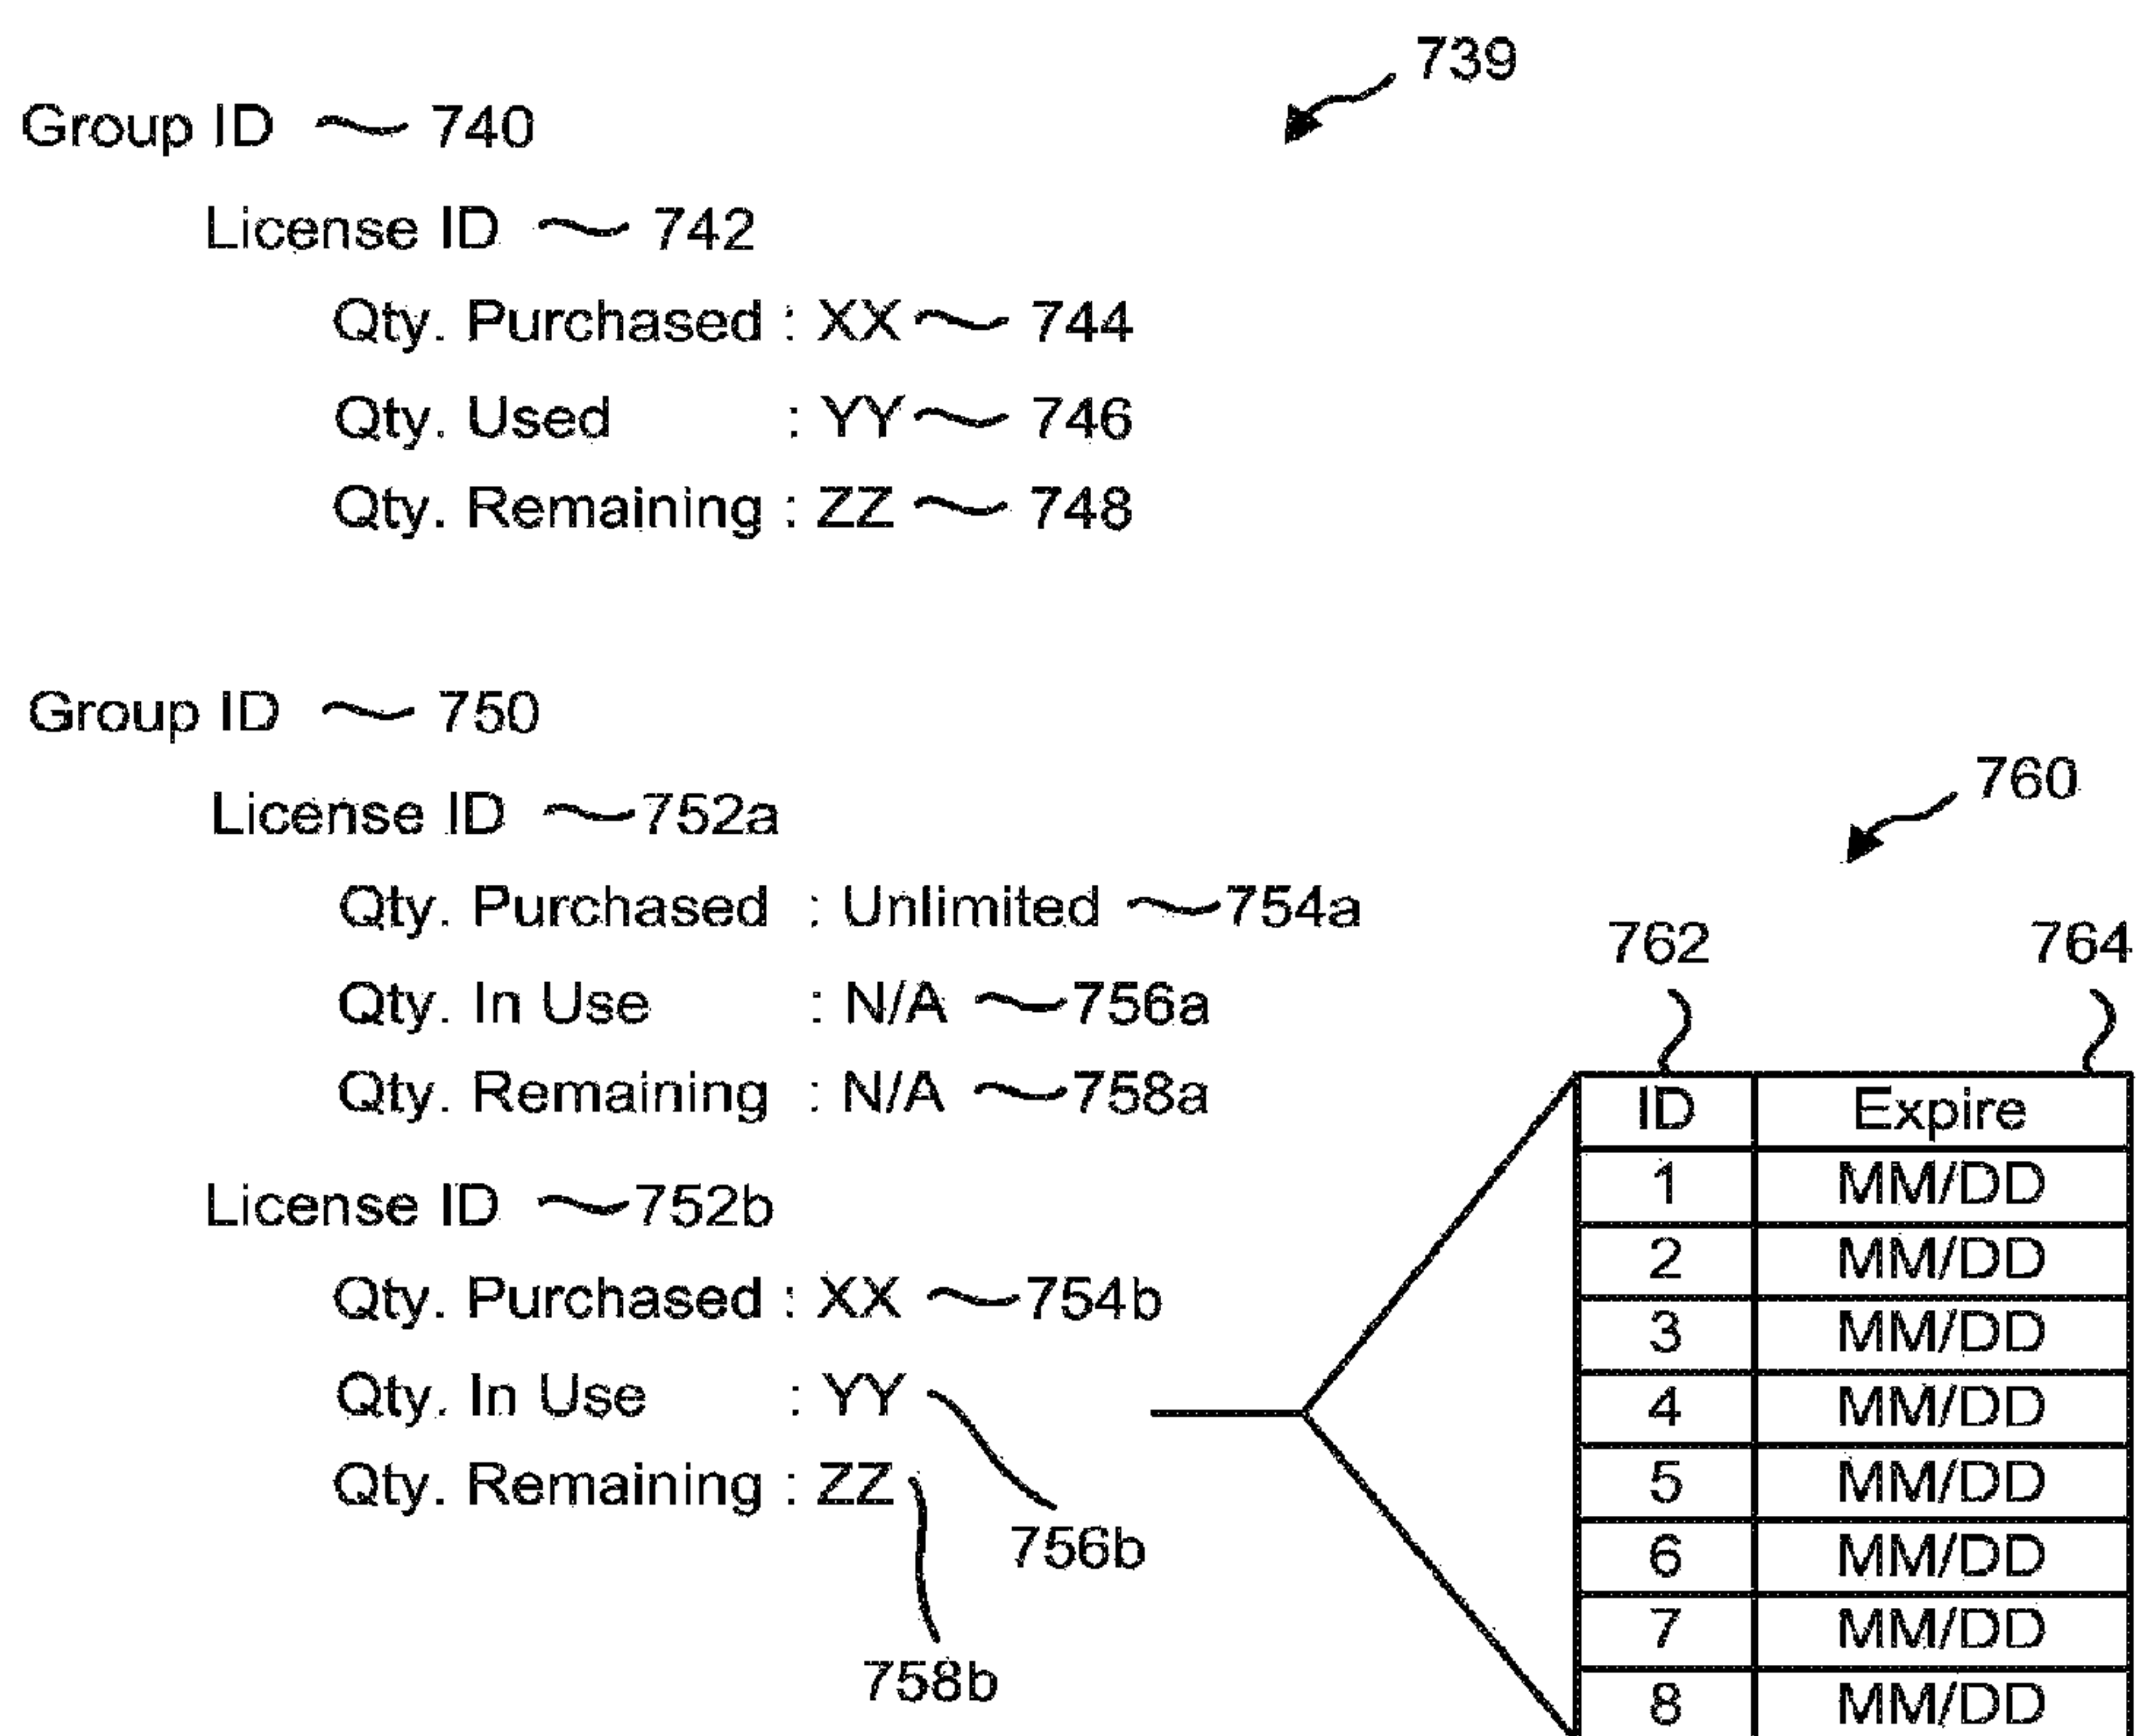 739
Group ID 740
License ID 742
Qty. Purchased : XX 744
Qty. Used : YY 746
Qty. Remaining : ZZ 748
Group ID 750
760
License ID 752a
Qty. Purchased : Unlimited 754a
762 764
Qty. In Use : N/A 756a
Qty. Remaining : N/A 758a
License ID 752b
Qty. Purchased : XX 754b
Qty. In Use : YY
Qty. Remaining : ZZ
756b
758b
ID Expire
1 MM/DD
2 MM/DD
3 MM/DD
4 MM/DD
5 MM/DD
6 MM/DD
7 MM/DD
8 MM/DD